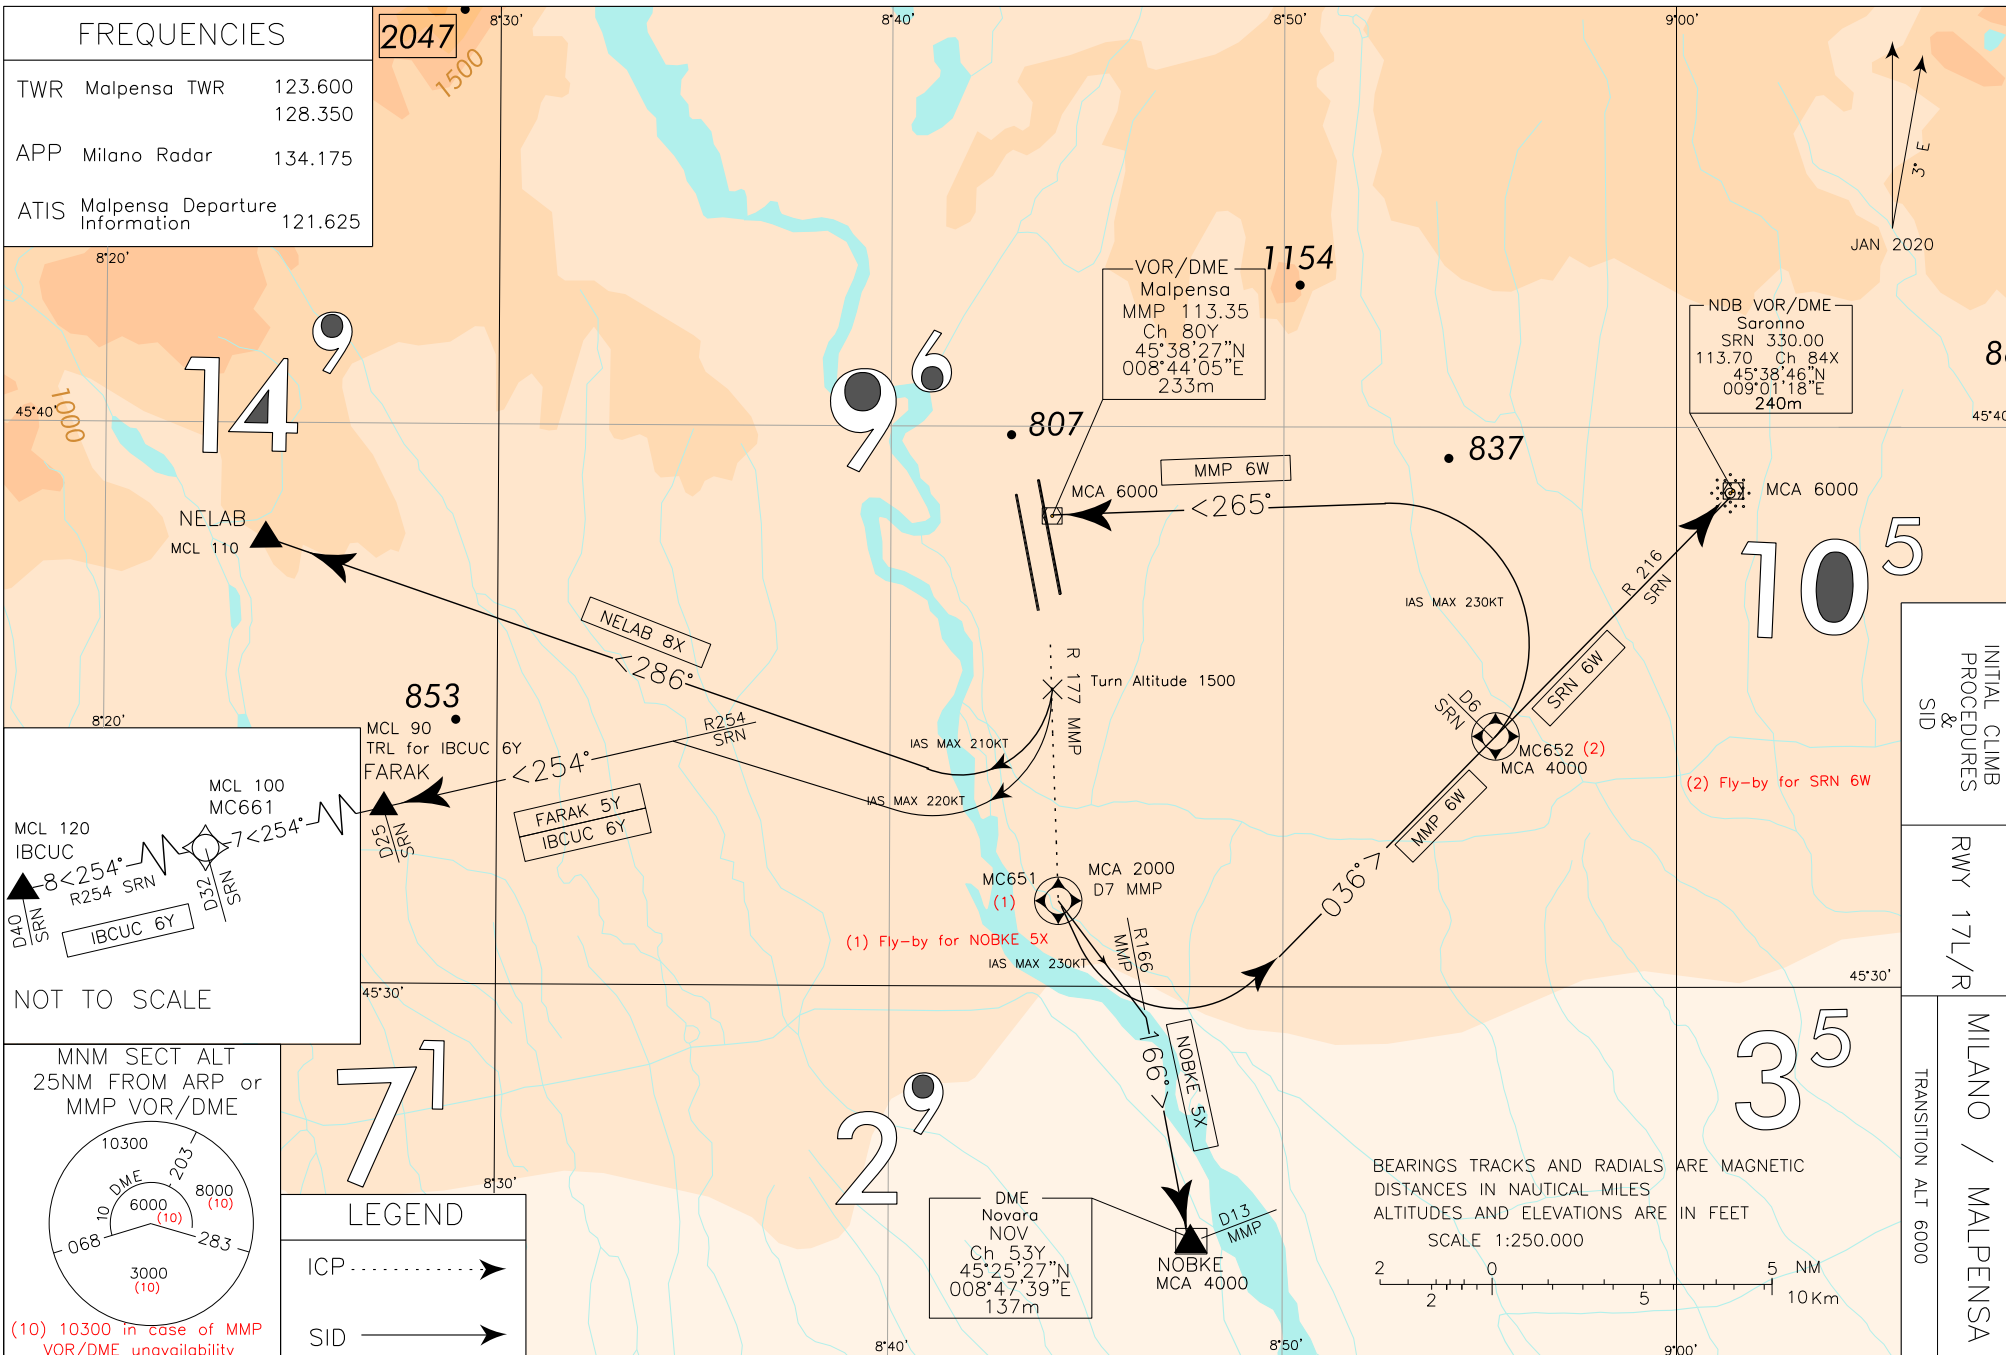 FREQUENCIES
TWR Malpensa TWR 123.600
128.350
APP Milano Radar 134.175
ATIS Malpensa Departure
Information 121.625
2047
1500
8°30'
8°40'
8°50'
9°00'
3° E
JAN 2020
8°20'
14 9
9 6
VOR/DME
Malpensa
MMP 113.35
Ch 80Y
45°38'27"N
008°44'05"E
233m
1154
NDB VOR/DME
Saronno
SRN 330.00
113.70 Ch 84X
45°38'46"N
009°01'18"E
240m
1000
45°40'
45°40'
807
837
MMP 6W
MCA 6000
<265°
MCA 6000
NELAB
MCL 110
10 5
R 216
SRN
IAS MAX 230KT
NELAB 8X
<286°
R 177 MMP
Turn Altitude 1500
SRN 6W
D6
SRN
853
8°20'
MCL 90
TRL for IBCUC 6Y
FARAK
R254
SRN
<254°
IAS MAX 210KT
IAS MAX 220KT
MC652 (2)
MCA 4000
(2) Fly-by for SRN 6W
MMP 6W
036°>
FARAK 5Y
IBCUC 6Y
D25
SRN
MCL 100
MC661
7<254°
MCL 120
IBCUC
8<254°
R254 SRN
D32
SRN
D40
SRN
IBCUC 6Y
NOT TO SCALE
MC651
(1)
MCA 2000
D7 MMP
(1) Fly-by for NOBKE 5X
IAS MAX 230KT
R166
MMP
45°30'
45°30'
166°>
NOBKE 5X
7 1
2 9
3 5
INITIAL CLIMB
PROCEDURES
&
SID
RWY 17L/R
MILANO / MALPENSA
TRANSITION ALT 6000
MNM SECT ALT
25NM FROM ARP or
MMP VOR/DME
10300
10 DME
203
8000
(10)
6000
(10)
068
283
3000
(10)
(10) 10300 in case of MMP
VOR/DME unavailability
8°30'
LEGEND
ICP
SID
DME
Novara
NOV
Ch 53Y
45°25'27"N
008°47'39"E
137m
D13
MMP
NOBKE
MCA 4000
BEARINGS TRACKS AND RADIALS ARE MAGNETIC
DISTANCES IN NAUTICAL MILES
ALTITUDES AND ELEVATIONS ARE IN FEET
SCALE 1:250.000
2 0 5 NM
2 5 10Km
8°40'
8°50'
9°00'